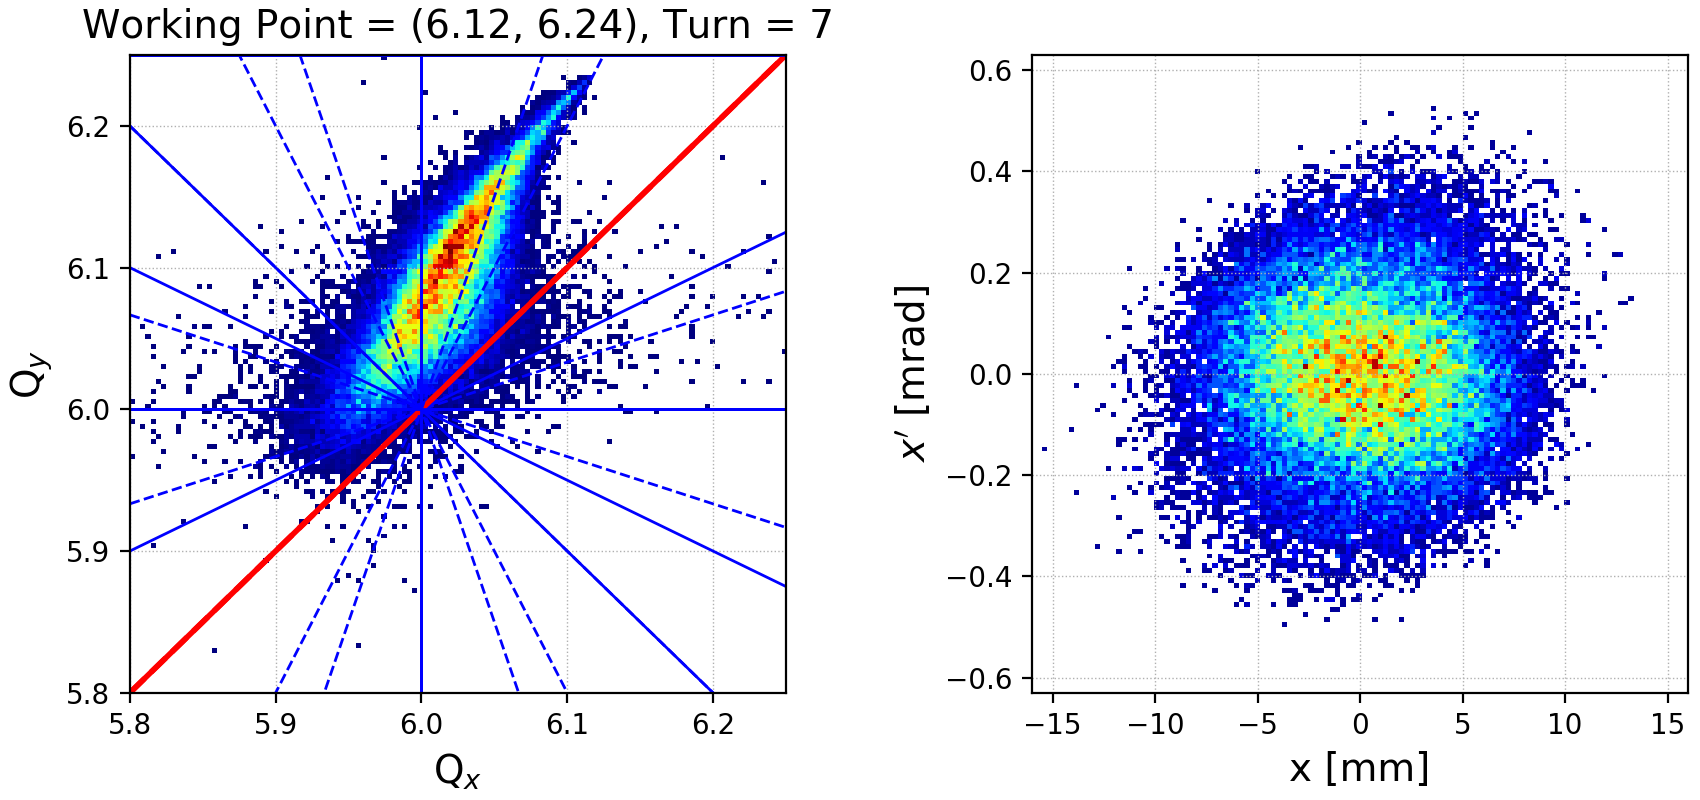 Working Point = (6.12, 6.24), Turn = 7
6.2
6.1
6.0
5.9
5.8
Qy
5.8 5.9 6.0 6.1 6.2
Qx
0.6
0.4
0.2
0.0
−0.2
−0.4
−0.6
x′ [mrad]
−15 −10 −5 0 5 10 15
x [mm]